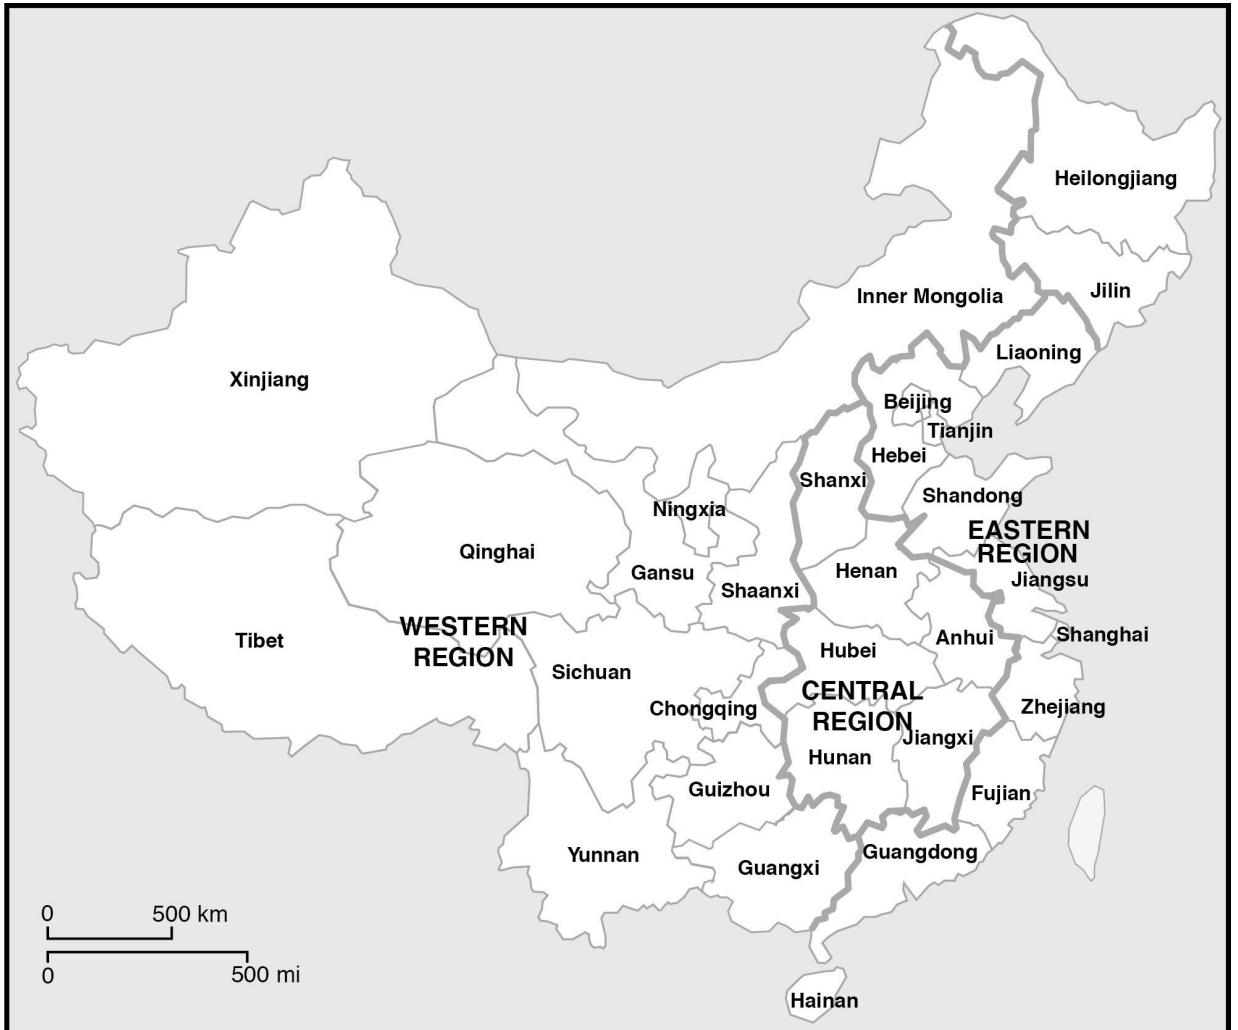 Heilongjiang
Jilin
Inner Mongolia
Liaoning
Xinjiang
Beijing
Tianjin
Hebei
Shanxi
Shandong
Ningxia
EASTERN
REGION
Qinghai
Gansu
Henan
Jiangsu
Shaanxi
WESTERN
REGION
Tibet
Anhui
Shanghai
Hubei
Sichuan
CENTRAL
REGION
Chongqing
Zhejiang
Jiangxi
Hunan
Guizhou
Fujian
Yunnan
Guangxi
Guangdong
0 500 km
0 500 mi
Hainan